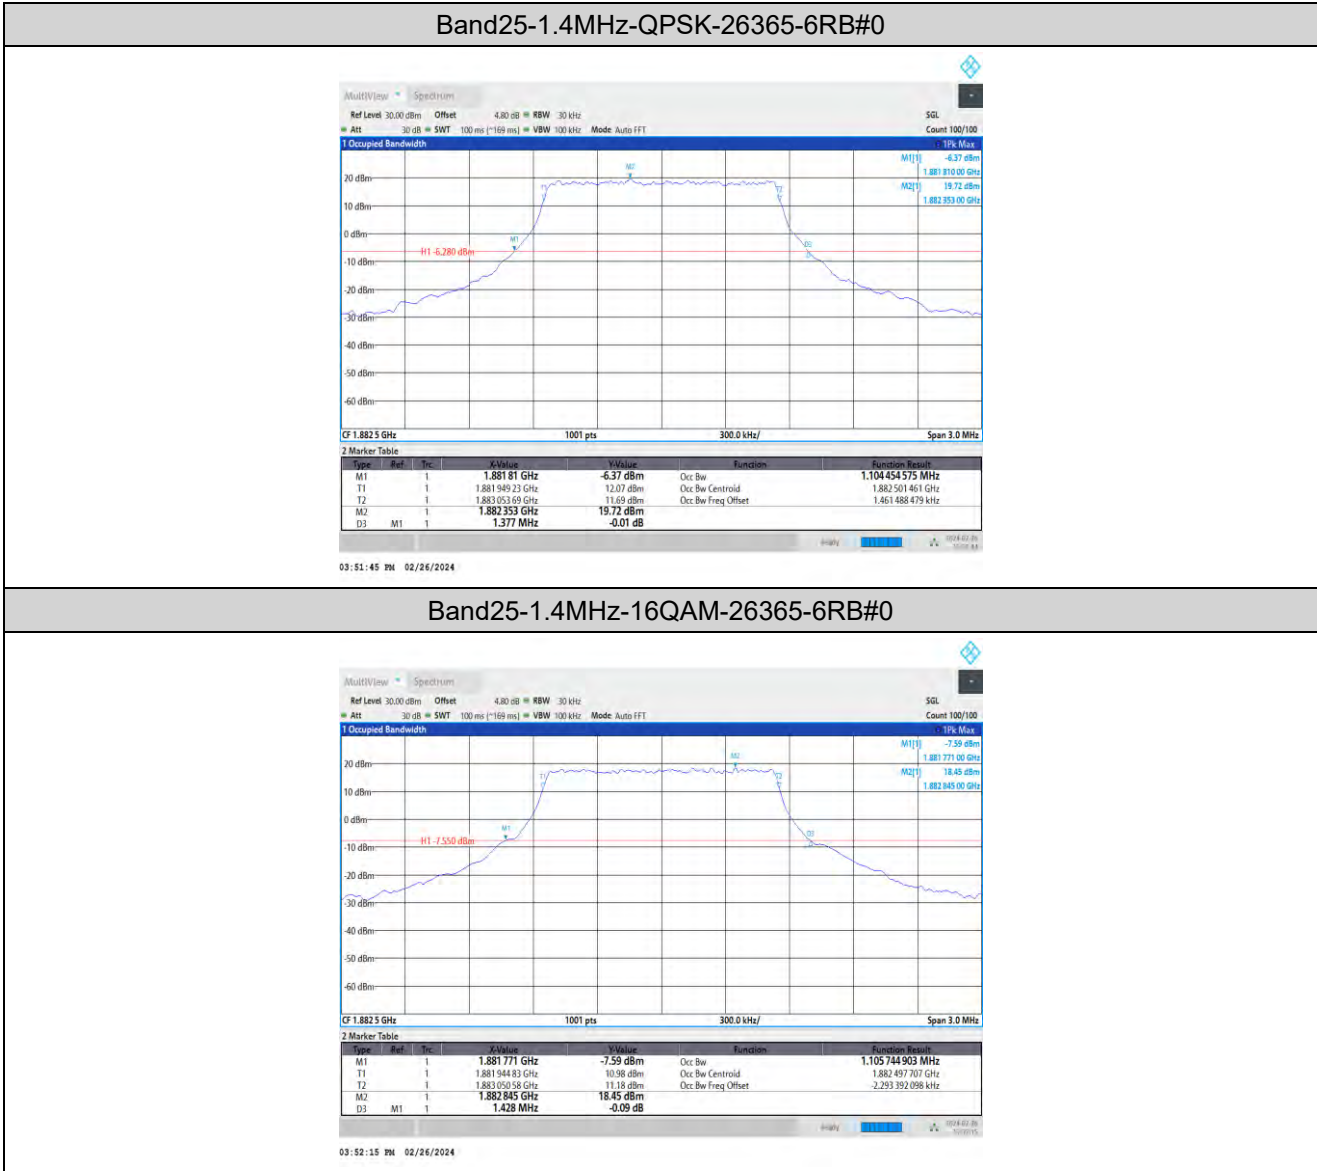 Band25-1.4MHz-QPSK-26365-6RB#0
MultiView Spectrum
Ref Level 30.00 dBm Offset 4.80 dB RBW 30 kHz SGL
Att 30 dB SWT 100 ms (~169 ms) VBW 100 kHz Mode Auto FFT Count 100/100
1 Occupied Bandwidth 1Pk Max
M1[1] -6.37 dBm
1.881 810 00 GHz
M2[1] 19.72 dBm
1.882 353 00 GHz
M2
20 dBm
T1 T2
10 dBm
0 dBm
M1 D3
H1 -6.280 dBm
-10 dBm
-20 dBm
-30 dBm
-40 dBm
-50 dBm
-60 dBm
CF 1.882 5 GHz 1001 pts 300.0 kHz/ Span 3.0 MHz
2 Marker Table
Type Ref Trc X-Value Y-Value Function Function Result
M1 1 1.881 81 GHz -6.37 dBm Occ Bw 1.104 454 575 MHz
T1 1 1.881 949 23 GHz 12.07 dBm Occ Bw Centroid 1.882 501 461 GHz
T2 1 1.883 053 69 GHz 11.69 dBm Occ Bw Freq Offset 1.461 488 479 kHz
M2 1 1.882 353 GHz 19.72 dBm
D3 M1 1 1.377 MHz -0.01 dB
03:51:45 PM 02/26/2024
Band25-1.4MHz-16QAM-26365-6RB#0
MultiView Spectrum
Ref Level 30.00 dBm Offset 4.80 dB RBW 30 kHz SGL
Att 30 dB SWT 100 ms (~169 ms) VBW 100 kHz Mode Auto FFT Count 100/100
1 Occupied Bandwidth 1Pk Max
M1[1] -7.59 dBm
1.881 771 00 GHz
M2[1] 18.45 dBm
1.882 845 00 GHz
M2
20 dBm
T1 T2
10 dBm
0 dBm
M1 D3
H1 -7.550 dBm
-10 dBm
-20 dBm
-30 dBm
-40 dBm
-50 dBm
-60 dBm
CF 1.882 5 GHz 1001 pts 300.0 kHz/ Span 3.0 MHz
2 Marker Table
Type Ref Trc X-Value Y-Value Function Function Result
M1 1 1.881 771 GHz -7.59 dBm Occ Bw 1.105 744 903 MHz
T1 1 1.881 944 83 GHz 10.98 dBm Occ Bw Centroid 1.882 497 707 GHz
T2 1 1.883 050 58 GHz 11.18 dBm Occ Bw Freq Offset -2.293 392 098 kHz
M2 1 1.882 845 GHz 18.45 dBm
D3 M1 1 1.428 MHz -0.09 dB
03:52:15 PM 02/26/2024